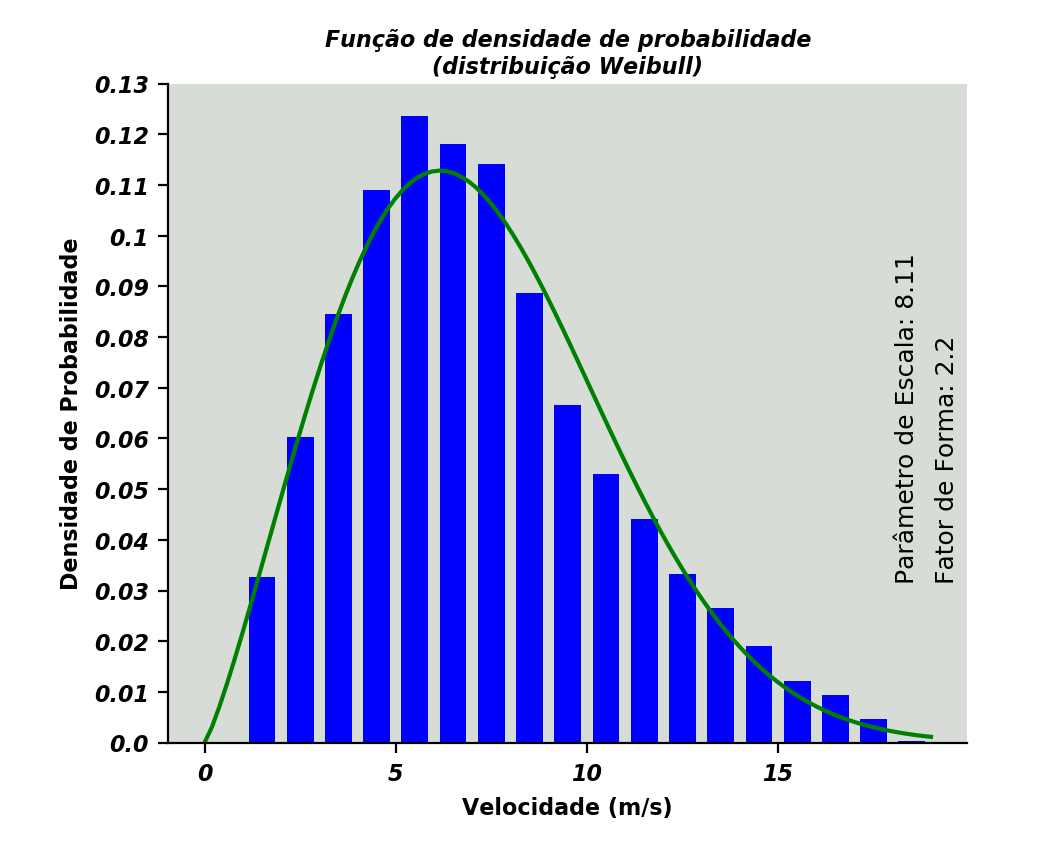 Função de densidade de probabilidade
(distribuição Weibull)
Densidade de Probabilidade
0.13
0.12
0.11
0.1
0.09
0.08
0.07
0.06
0.05
0.04
0.03
0.02
0.01
0.0
Parâmetro de Escala: 8.11
Fator de Forma: 2.2
0 5 10 15
Velocidade (m/s)